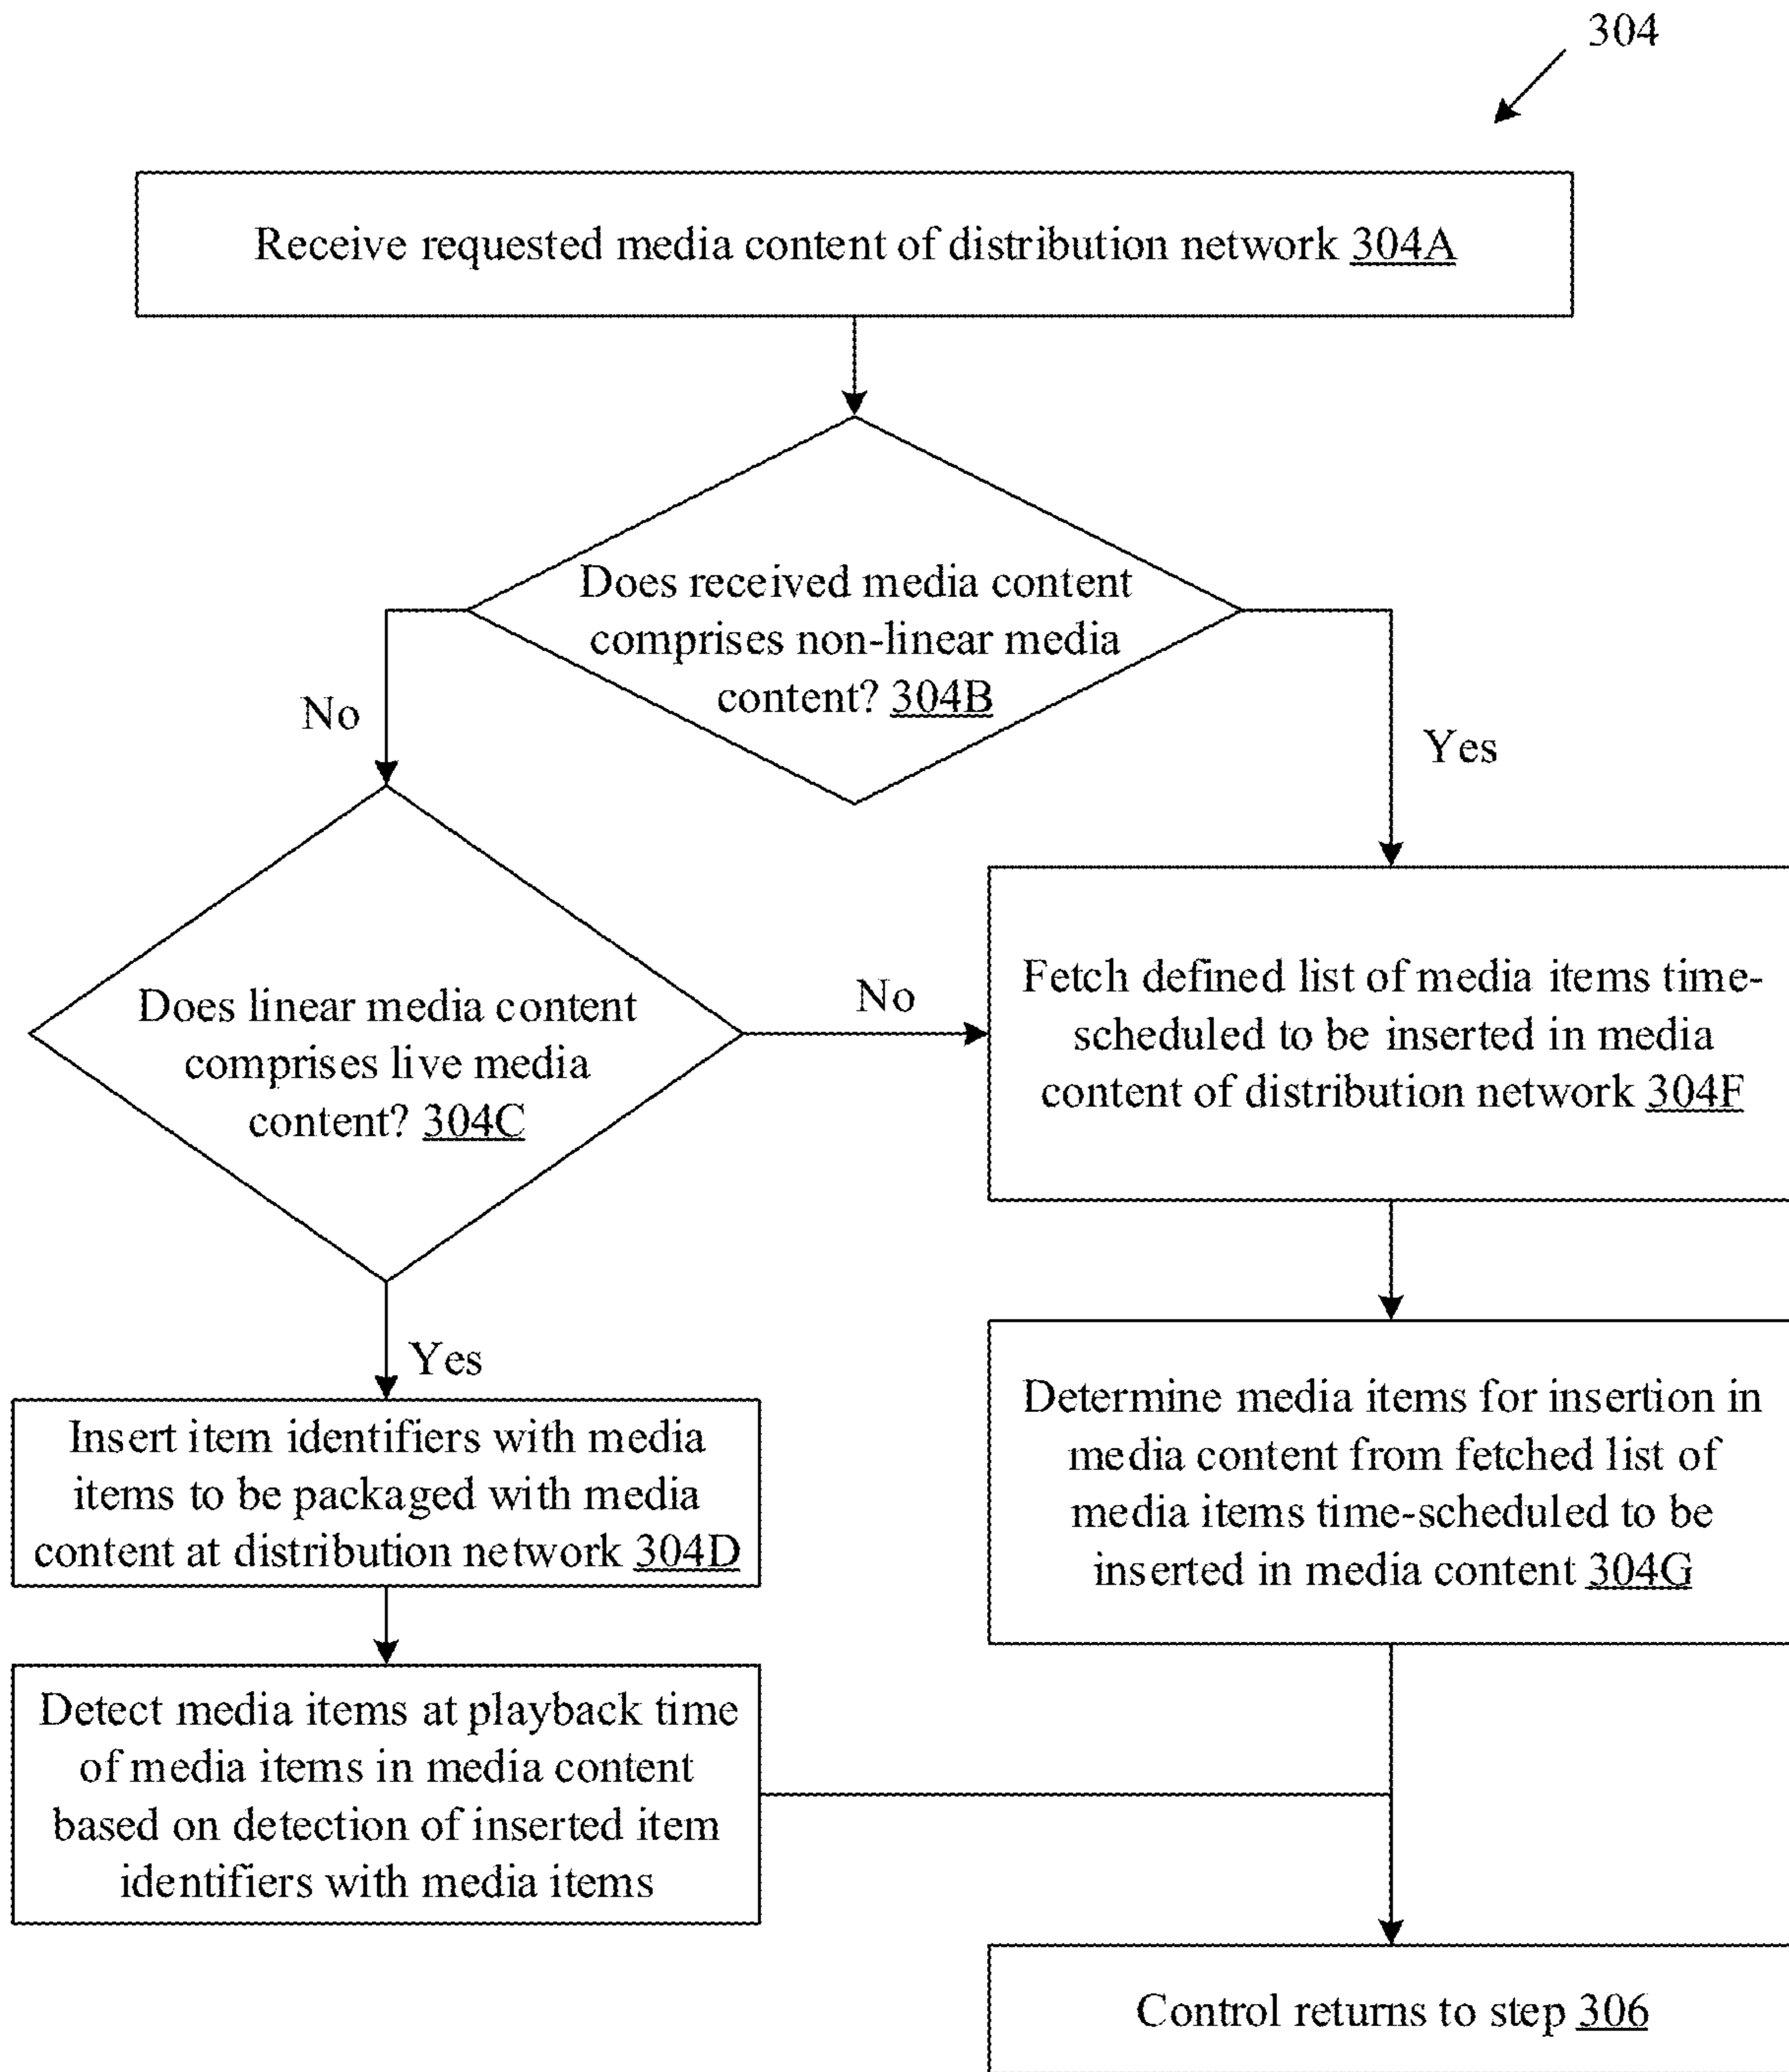 304
Receive requested media content of distribution network 304A
Does received media content
comprises non-linear media
content? 304B
No
Yes
Does linear media content
comprises live media
content? 304C
No
Fetch defined list of media items time-
scheduled to be inserted in media
content of distribution network 304F
Yes
Insert item identifiers with media
items to be packaged with media
content at distribution network 304D
Determine media items for insertion in
media content from fetched list of
media items time-scheduled to be
inserted in media content 304G
Detect media items at playback time
of media items in media content
based on detection of inserted item
identifiers with media items
Control returns to step 306